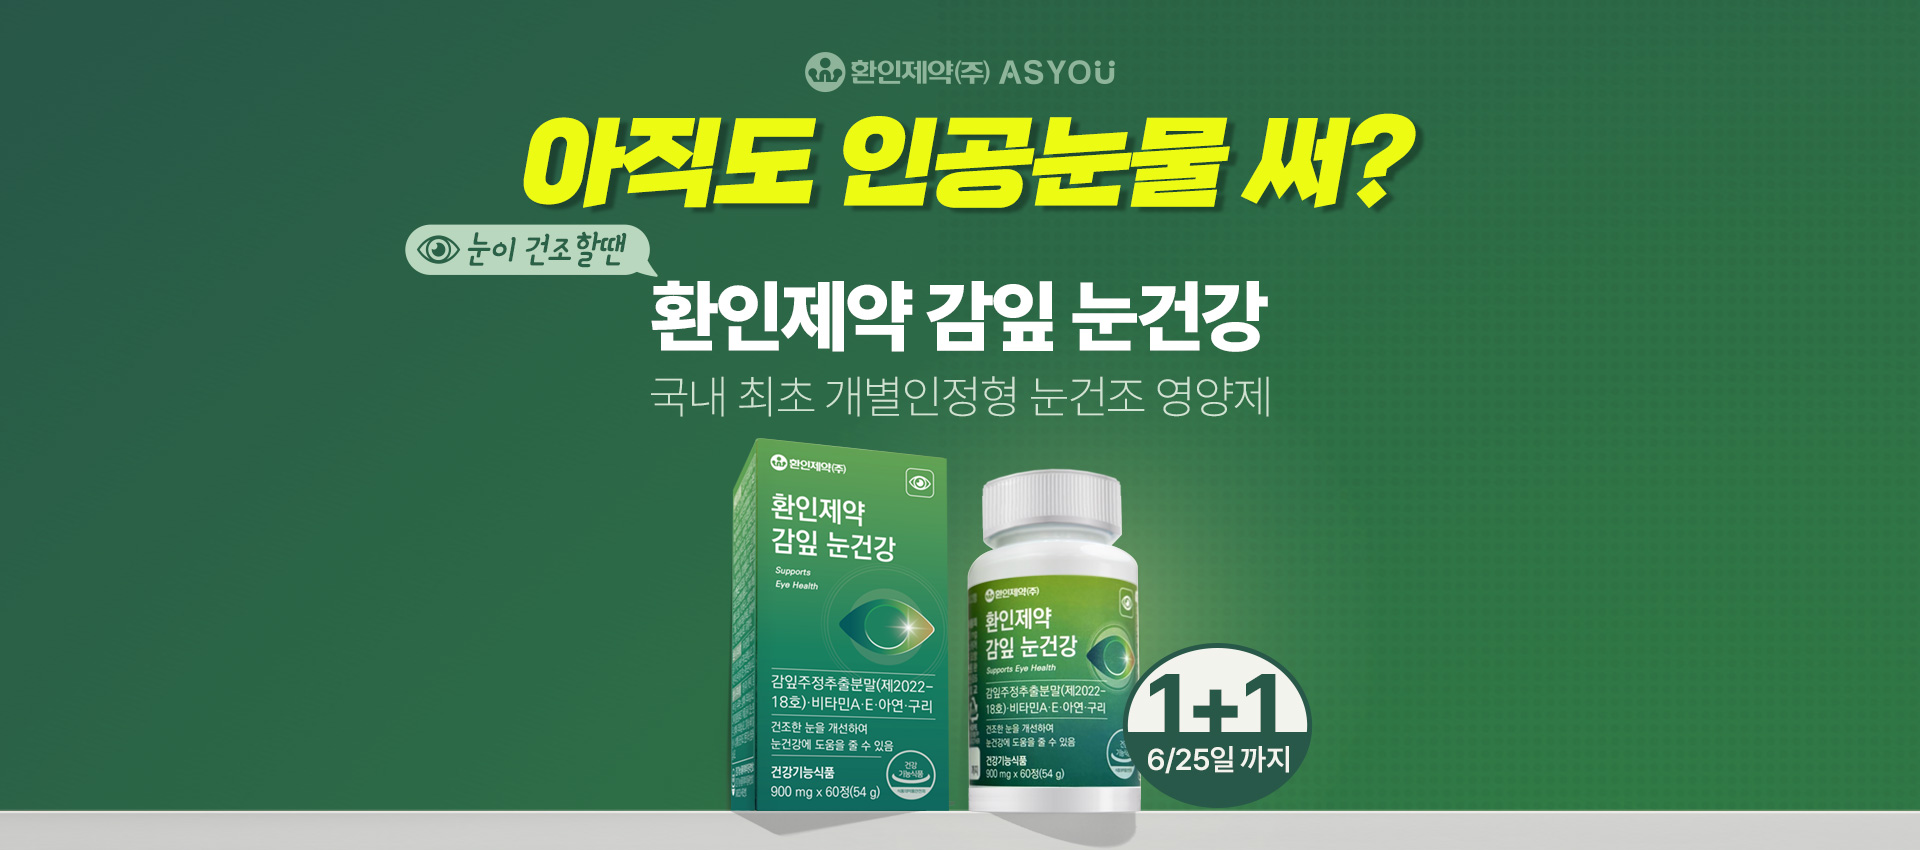 환인제약(주) ASYOU
아직도 인공눈물 써?
눈이 건조할땐
환인제약 감잎 눈건강
국내 최초 개별인정형 눈건조 영양제
환인제약(주)
환인제약
감잎 눈건강
Supports
Eye Health
감잎주정추출분말(제2022-
18호)·비타민A·E·아연·구리
건조한 눈을 개선하여
눈건강에 도움을 줄 수 있음
건강기능식품
900 mg x 60정(54 g)
건강
기능식품
환인제약(주)
환인제약
감잎 눈건강
Supports Eye Health
감잎주정추출분말(제2022-
18호)·비타민A·E·아연·구리
건조한 눈을 개선하여
눈건강에 도움을 줄 수 있음
건강기능식품
900 mg x 60정(54 g)
1+1
6/25일 까지